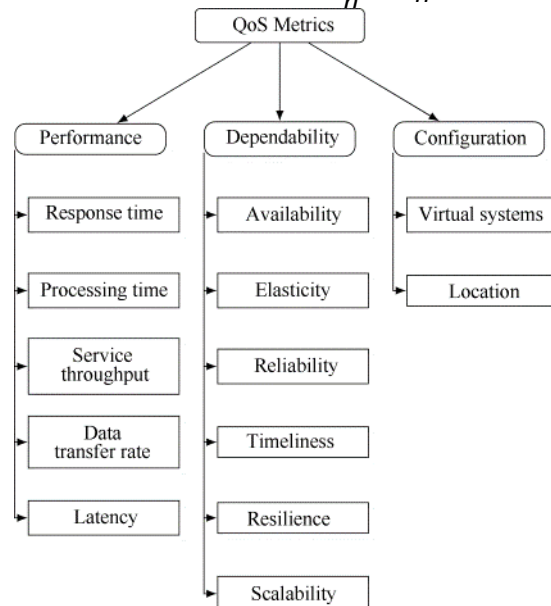 QoS Metrics
Performance
Dependability
Configuration
Response time
Availability
Virtual systems
Processing time
Elasticity
Location
Service
throughput
Reliability
Data
transfer rate
Timeliness
Latency
Resilience
Scalability